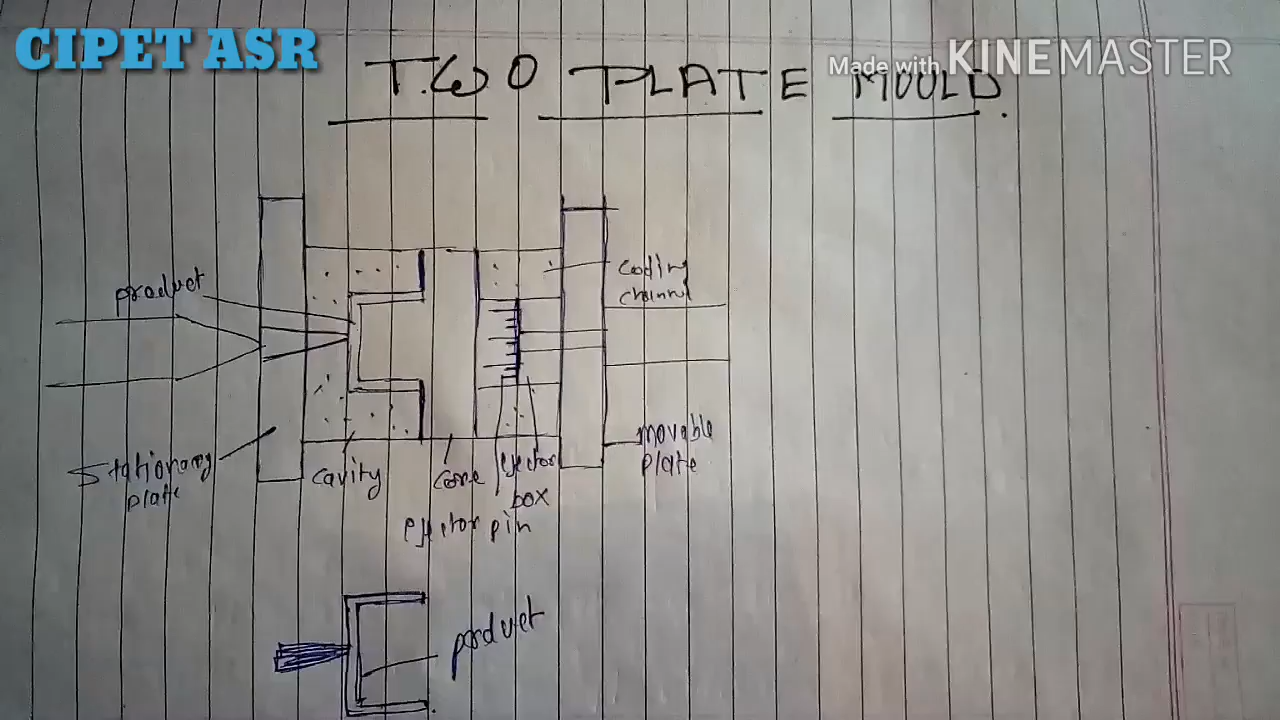 CIPET ASR
Made with KINEMASTER
TWO PLATE MOULD.
product
cooling
channel
Stationary
plate
cavity
core
ejector
box
ejector pin
movable
plate
product